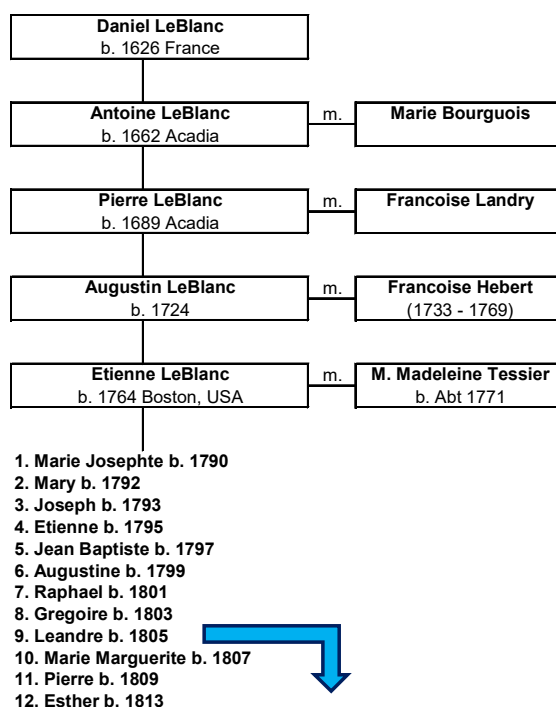 Daniel LeBlanc
b. 1626 France
Antoine LeBlanc
b. 1662 Acadia
m.
Marie Bourguois
Pierre LeBlanc
b. 1689 Acadia
m.
Francoise Landry
Augustin LeBlanc
b. 1724
m.
Francoise Hebert
(1733 - 1769)
Etienne LeBlanc
b. 1764 Boston, USA
m.
M. Madeleine Tessier
b. Abt 1771
1. Marie Josephte b. 1790
2. Mary b. 1792
3. Joseph b. 1793
4. Etienne b. 1795
5. Jean Baptiste b. 1797
6. Augustine b. 1799
7. Raphael b. 1801
8. Gregoire b. 1803
9. Leandre b. 1805
10. Marie Marguerite b. 1807
11. Pierre b. 1809
12. Esther b. 1813